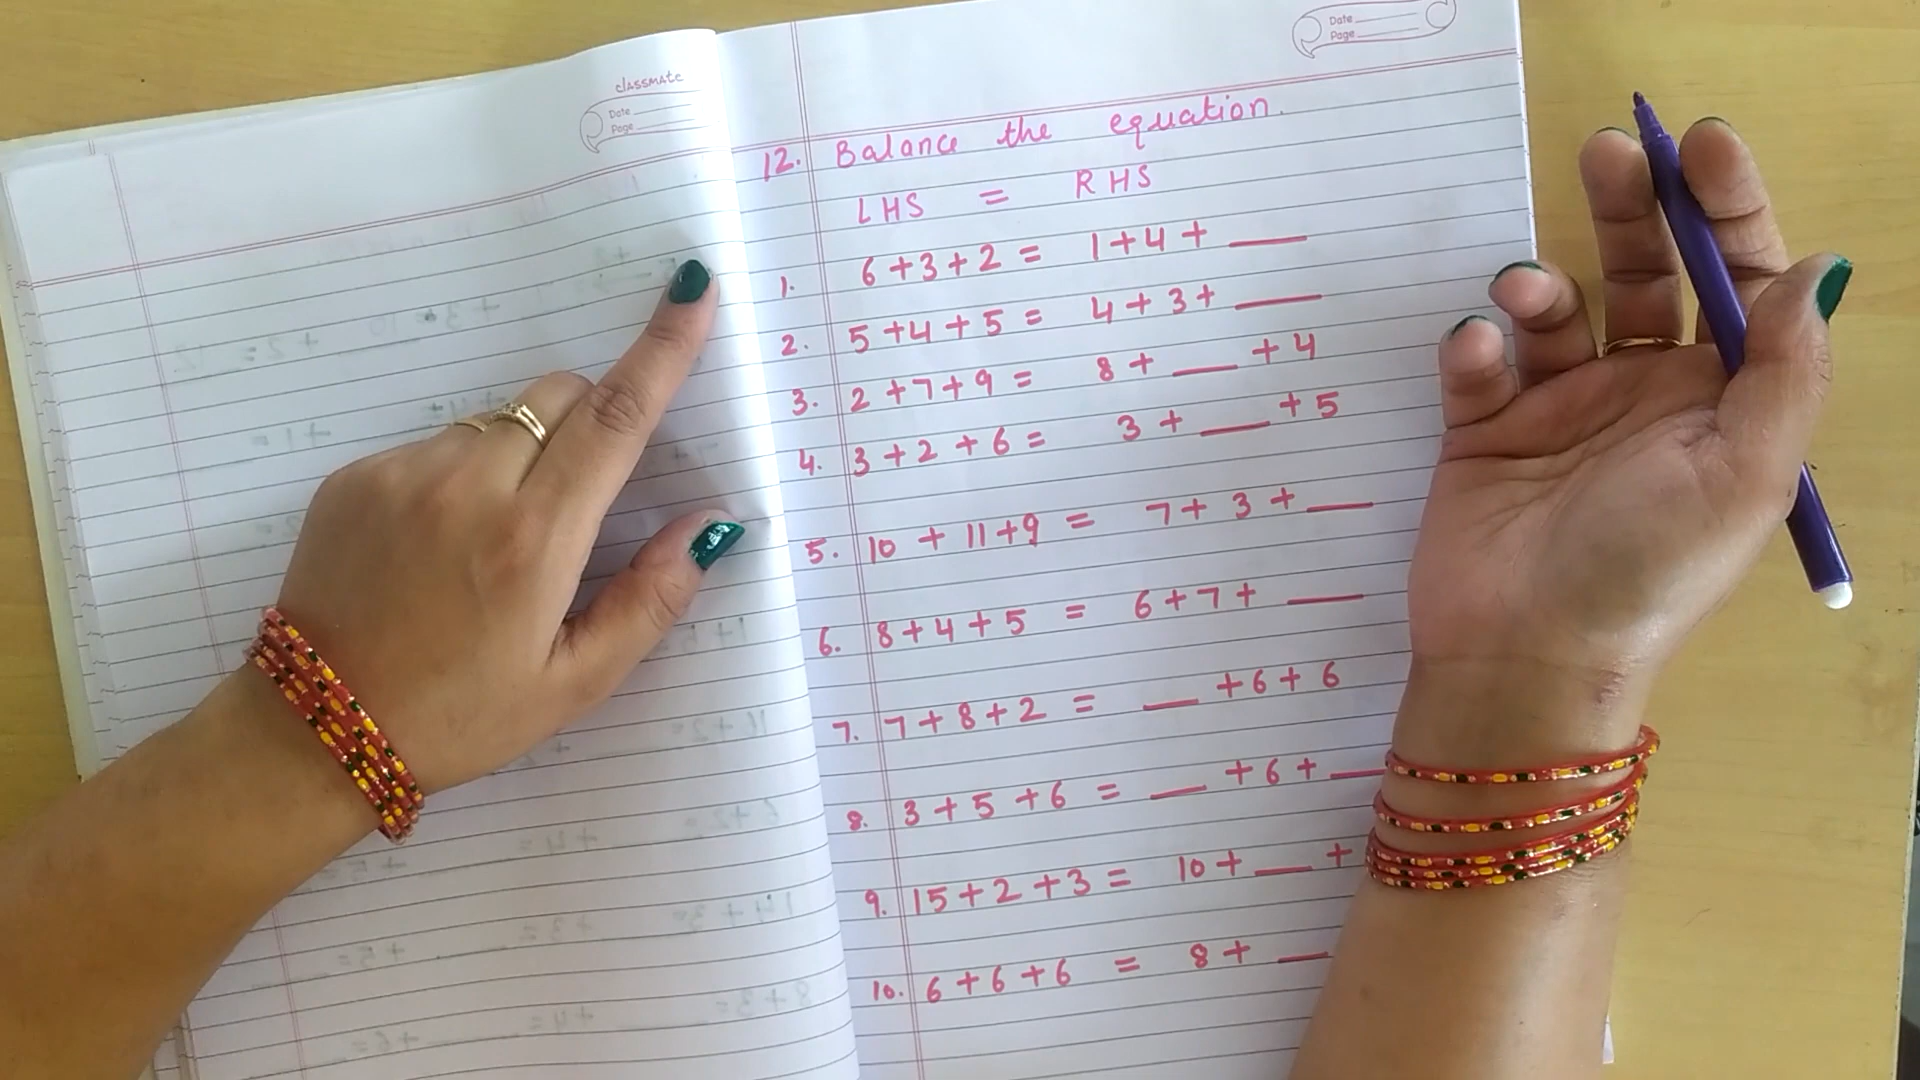 classmate
Date
Page
Date
Page
12. Balance the equation.
LHS = RHS
1. 6+3+2 = 1+4+ ___
2. 5+4+5 = 4+3+ ___
3. 2+7+9 = 8+ ___ +4
4. 3+2+6 = 3+ ___ +5
5. 10+11+9 = 7+3+ ___
6. 8+4+5 = 6+7+ ___
7. 7+8+2 = ___ +6+6
8. 3+5+6 = ___ +6+ ___
9. 15+2+3 = 10+ ___ +
10. 6+6+6 = 8+ ___